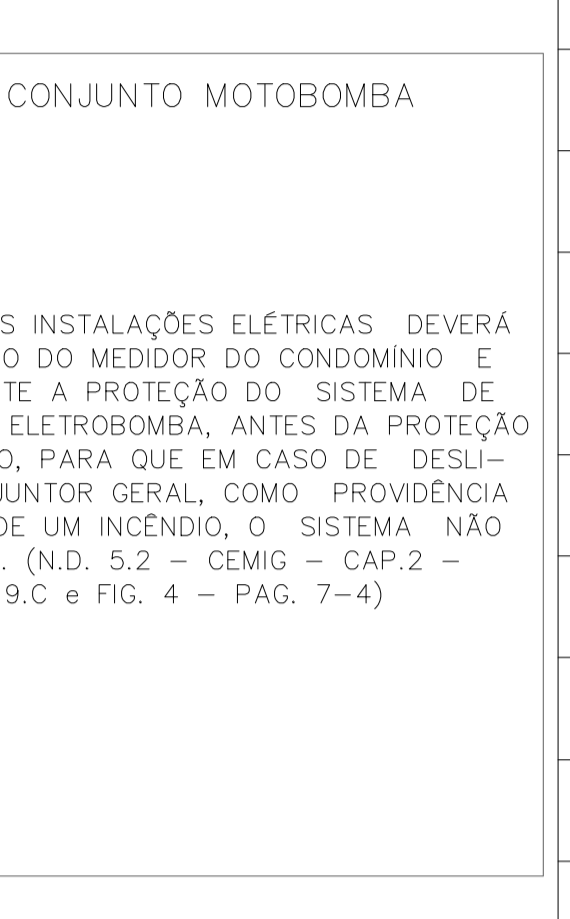 CONJUNTO MOTOBOMBA
S INSTALAÇÕES ELÉTRICAS DEVERÁ
O DO MEDIDOR DO CONDOMÍNIO E
TE A PROTEÇÃO DO SISTEMA DE
ELETROBOMBA, ANTES DA PROTEÇÃO
O, PARA QUE EM CASO DE DESLI–
JUNTOR GERAL, COMO PROVIDÊNCIA
DE UM INCÊNDIO, O SISTEMA NÃO
. (N.D. 5.2 – CEMIG – CAP.2 –
9.C e FIG. 4 – PAG. 7–4)